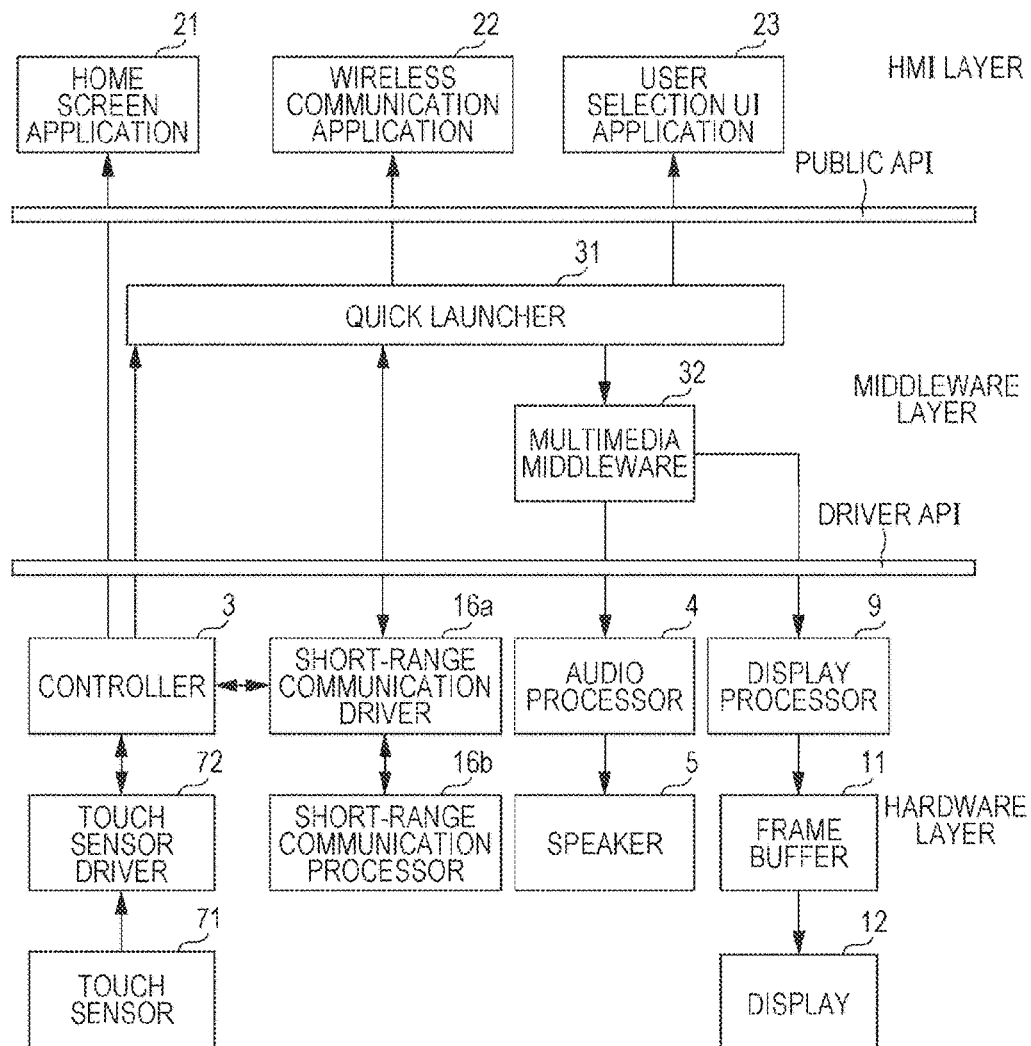 21
22
23
HOME
SCREEN
APPLICATION
WIRELESS
COMMUNICATION
APPLICATION
USER
SELECTION UI
APPLICATION
HMI LAYER
PUBLIC API
31
QUICK LAUNCHER
32
MULTIMEDIA
MIDDLEWARE
MIDDLEWARE
LAYER
DRIVER API
3
16a
4
9
CONTROLLER
SHORT-RANGE
COMMUNICATION
DRIVER
AUDIO
PROCESSOR
DISPLAY
PROCESSOR
72
16b
5
11
TOUCH
SENSOR
DRIVER
SHORT-RANGE
COMMUNICATION
PROCESSOR
SPEAKER
FRAME
BUFFER
HARDWARE
LAYER
71
12
TOUCH
SENSOR
DISPLAY